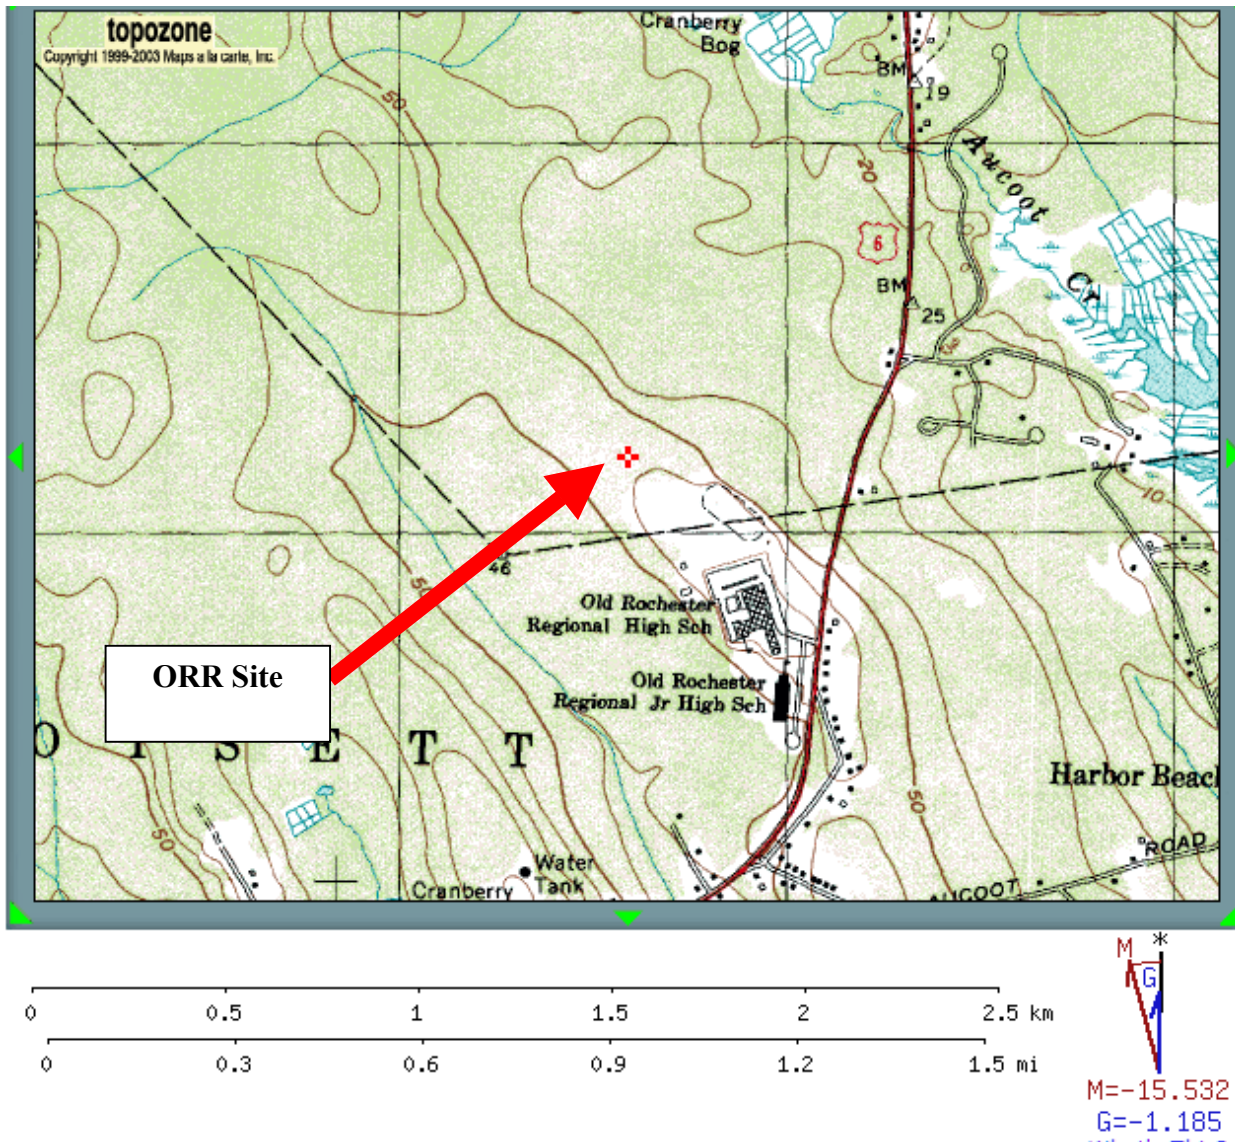 topozone
Copyright 1999-2003 Maps a la carte, Inc.
Cranberry
Bog
BM
19
50
20
Aucoot
Cr
6
BM
25
10
46
50
Old Rochester
Regional High Sch
ORR Site
Old Rochester
Regional Jr High Sch
O T S E T T
Harbor Beach
50
50
ROAD
Water
Tank
Cranberry
AUCOOT
0 0.5 1 1.5 2 2.5 km
0 0.3 0.6 0.9 1.2 1.5 mi
M *
G
M=-15.532
G=-1.185